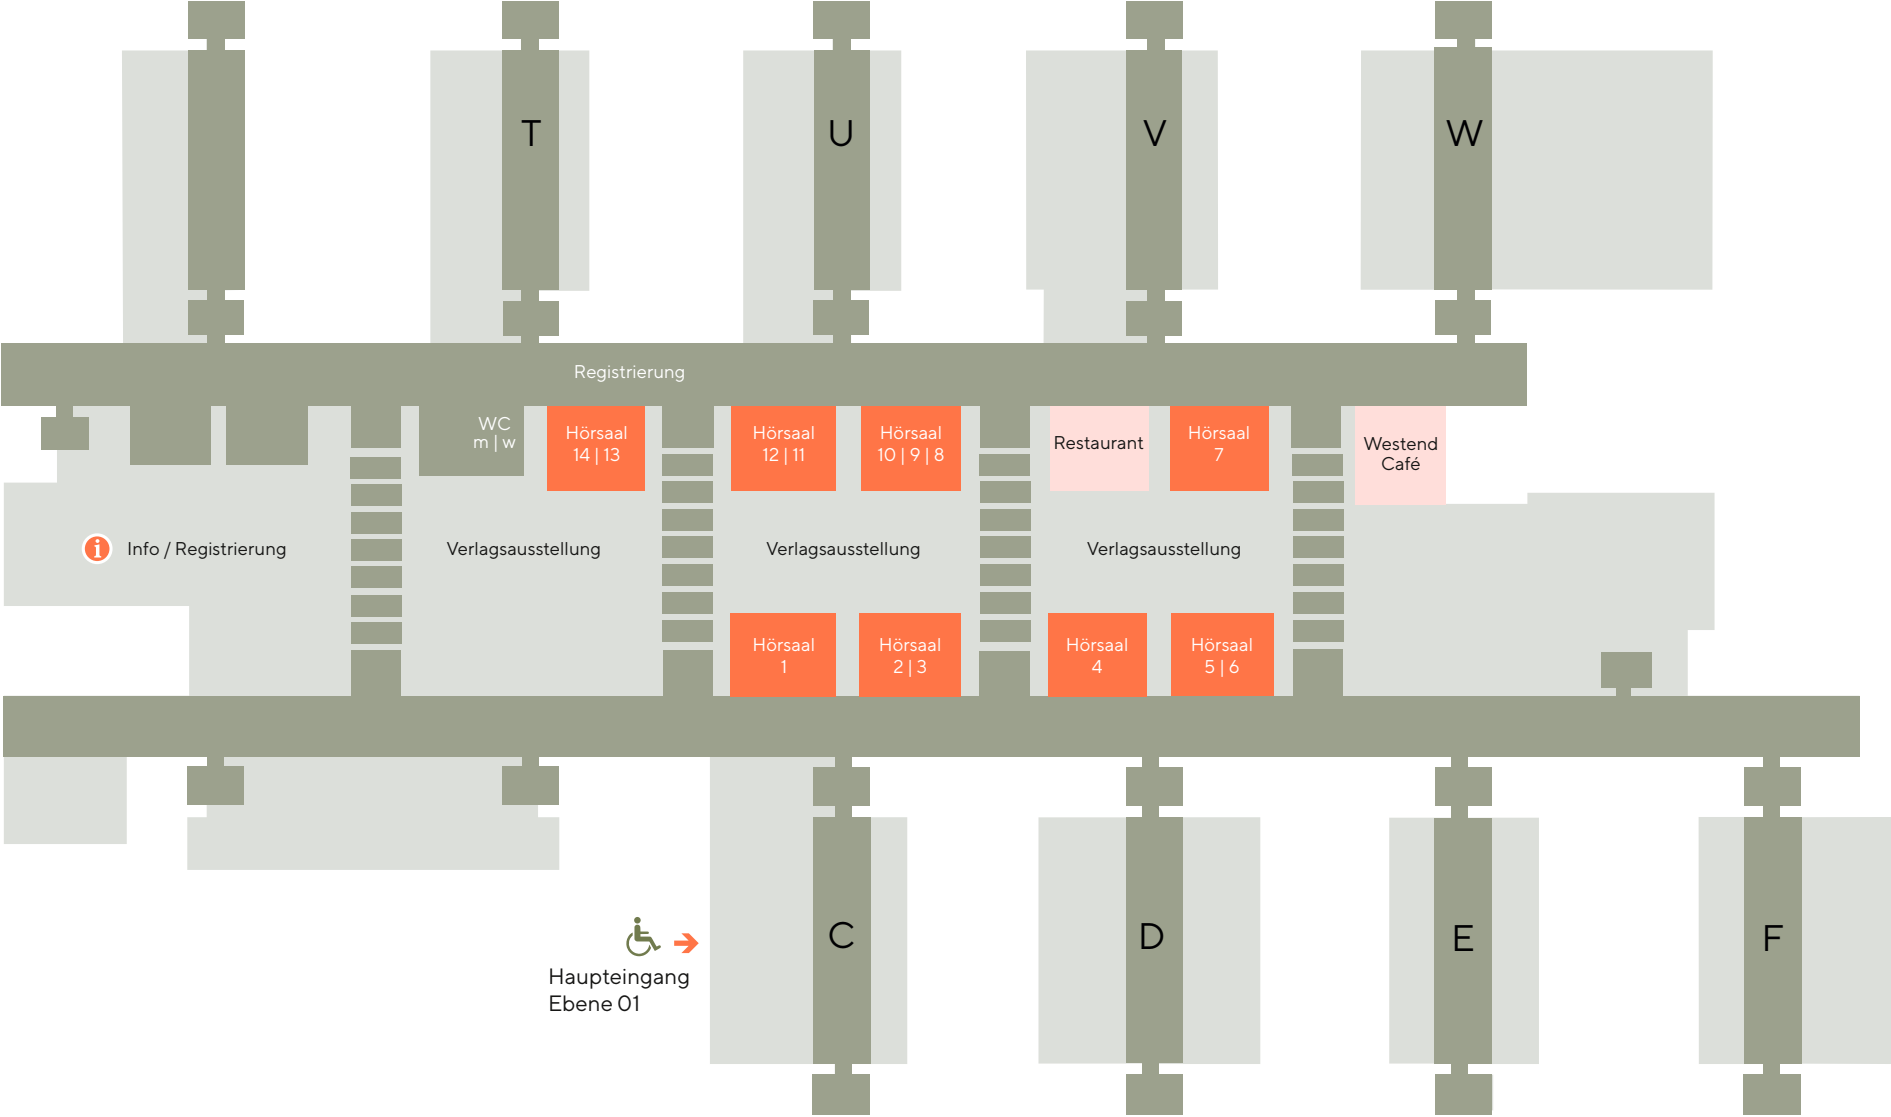 T
U
V
W
Registrierung
WC
m | w
Hörsaal
14 | 13
Hörsaal
12 | 11
Hörsaal
10 | 9 | 8
Restaurant
Hörsaal
7
Westend
Café
i
Info / Registrierung
Verlagsausstellung
Verlagsausstellung
Verlagsausstellung
Hörsaal
1
Hörsaal
2 | 3
Hörsaal
4
Hörsaal
5 | 6
C
D
E
F
Haupteingang
Ebene 01